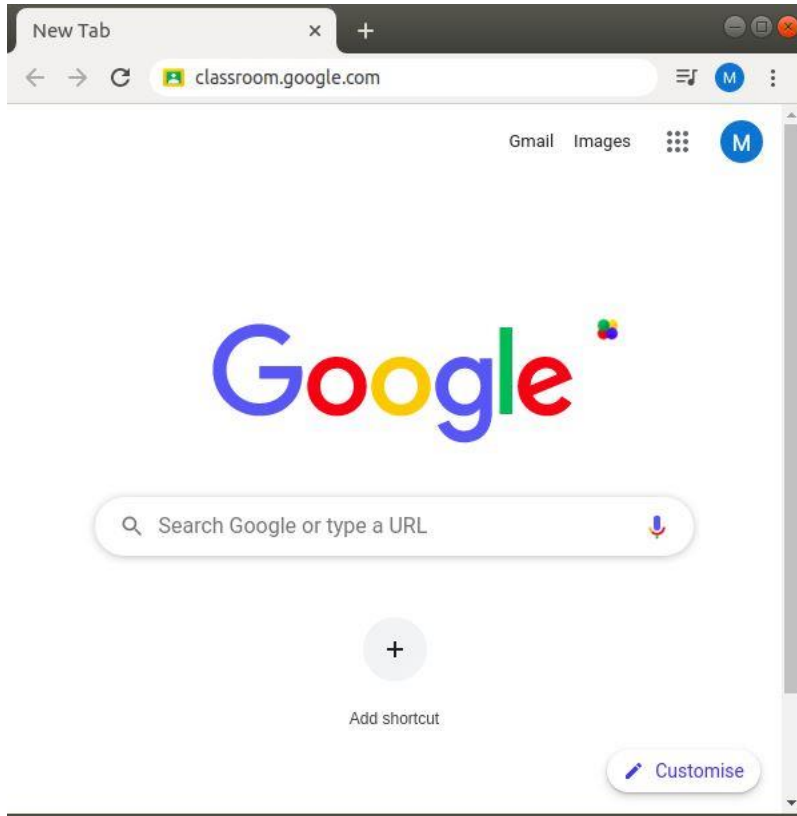 New Tab
classroom.google.com
M
Gmail Images
M
Google
Search Google or type a URL
Add shortcut
Customise